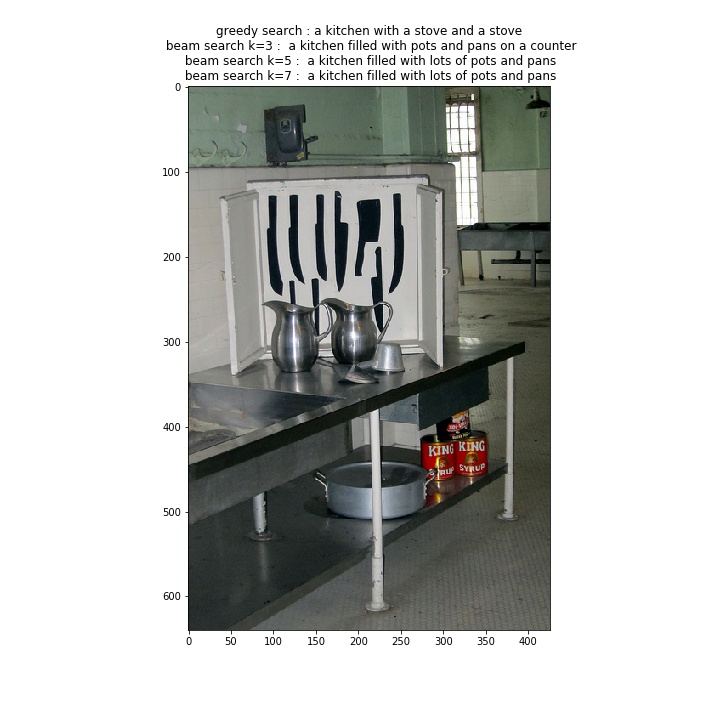 greedy search : a kitchen with a stove and a stove
beam search k=3 :  a kitchen filled with pots and pans on a counter
beam search k=5 :  a kitchen filled with lots of pots and pans
beam search k=7 :  a kitchen filled with lots of pots and pans
0
100
200
300
400
500
600
KING
KING
SYRUP
SYRUP
0 50 100 150 200 250 300 350 400